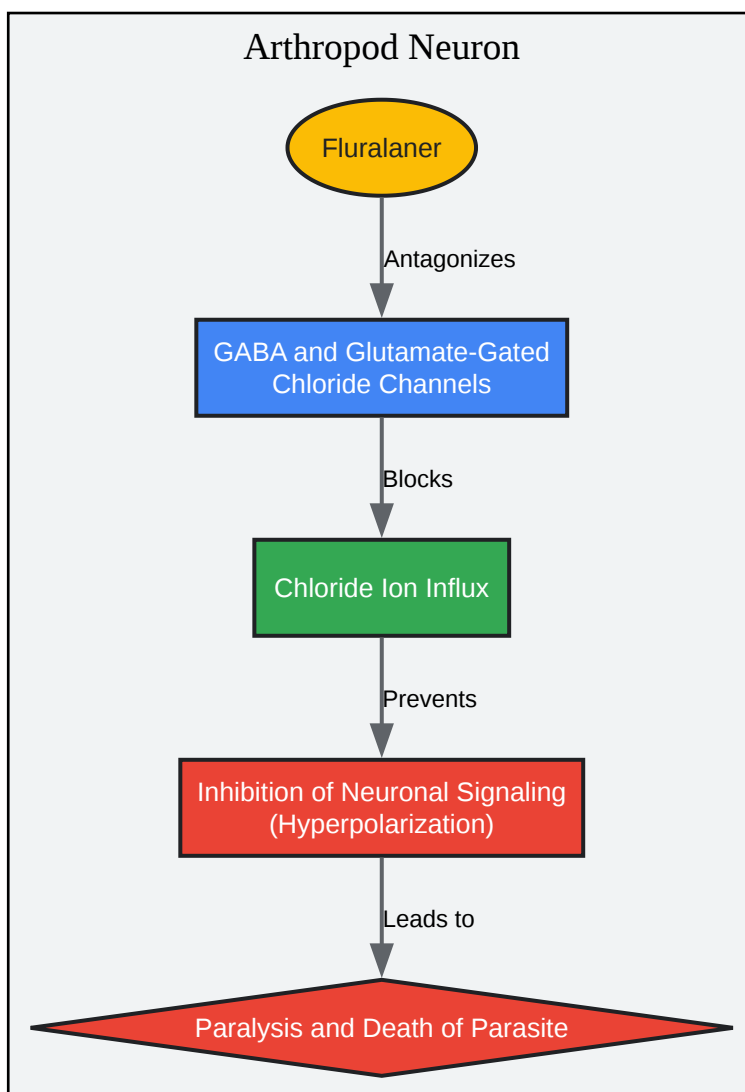 Arthropod Neuron
Fluralaner
Antagonizes
GABA and Glutamate-Gated
Chloride Channels
Blocks
Chloride Ion Influx
Prevents
Inhibition of Neuronal Signaling
(Hyperpolarization)
Leads to
Paralysis and Death of Parasite